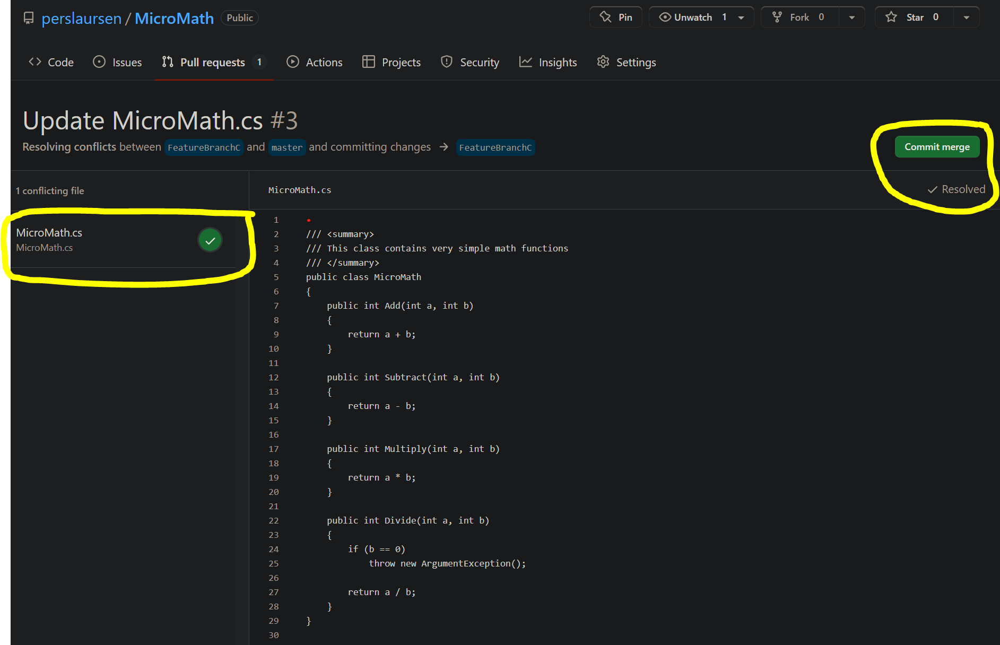 perslaursen / MicroMath Public Pin Unwatch 1 Fork 0 Star 0
Code Issues Pull requests 1 Actions Projects Security Insights Settings
Update MicroMath.cs #3
Resolving conflicts between FeatureBranchC and master and committing changes → FeatureBranchC
Commit merge
1 conflicting file
MicroMath.cs
MicroMath.cs
MicroMath.cs
Resolved
1
2 /// <summary>
3 /// This class contains very simple math functions
4 /// </summary>
5 public class MicroMath
6 {
7     public int Add(int a, int b)
8     {
9         return a + b;
10     }
11
12     public int Subtract(int a, int b)
13     {
14         return a - b;
15     }
16
17     public int Multiply(int a, int b)
18     {
19         return a * b;
20     }
21
22     public int Divide(int a, int b)
23     {
24         if (b == 0)
25             throw new ArgumentException();
26
27         return a / b;
28     }
29 }
30